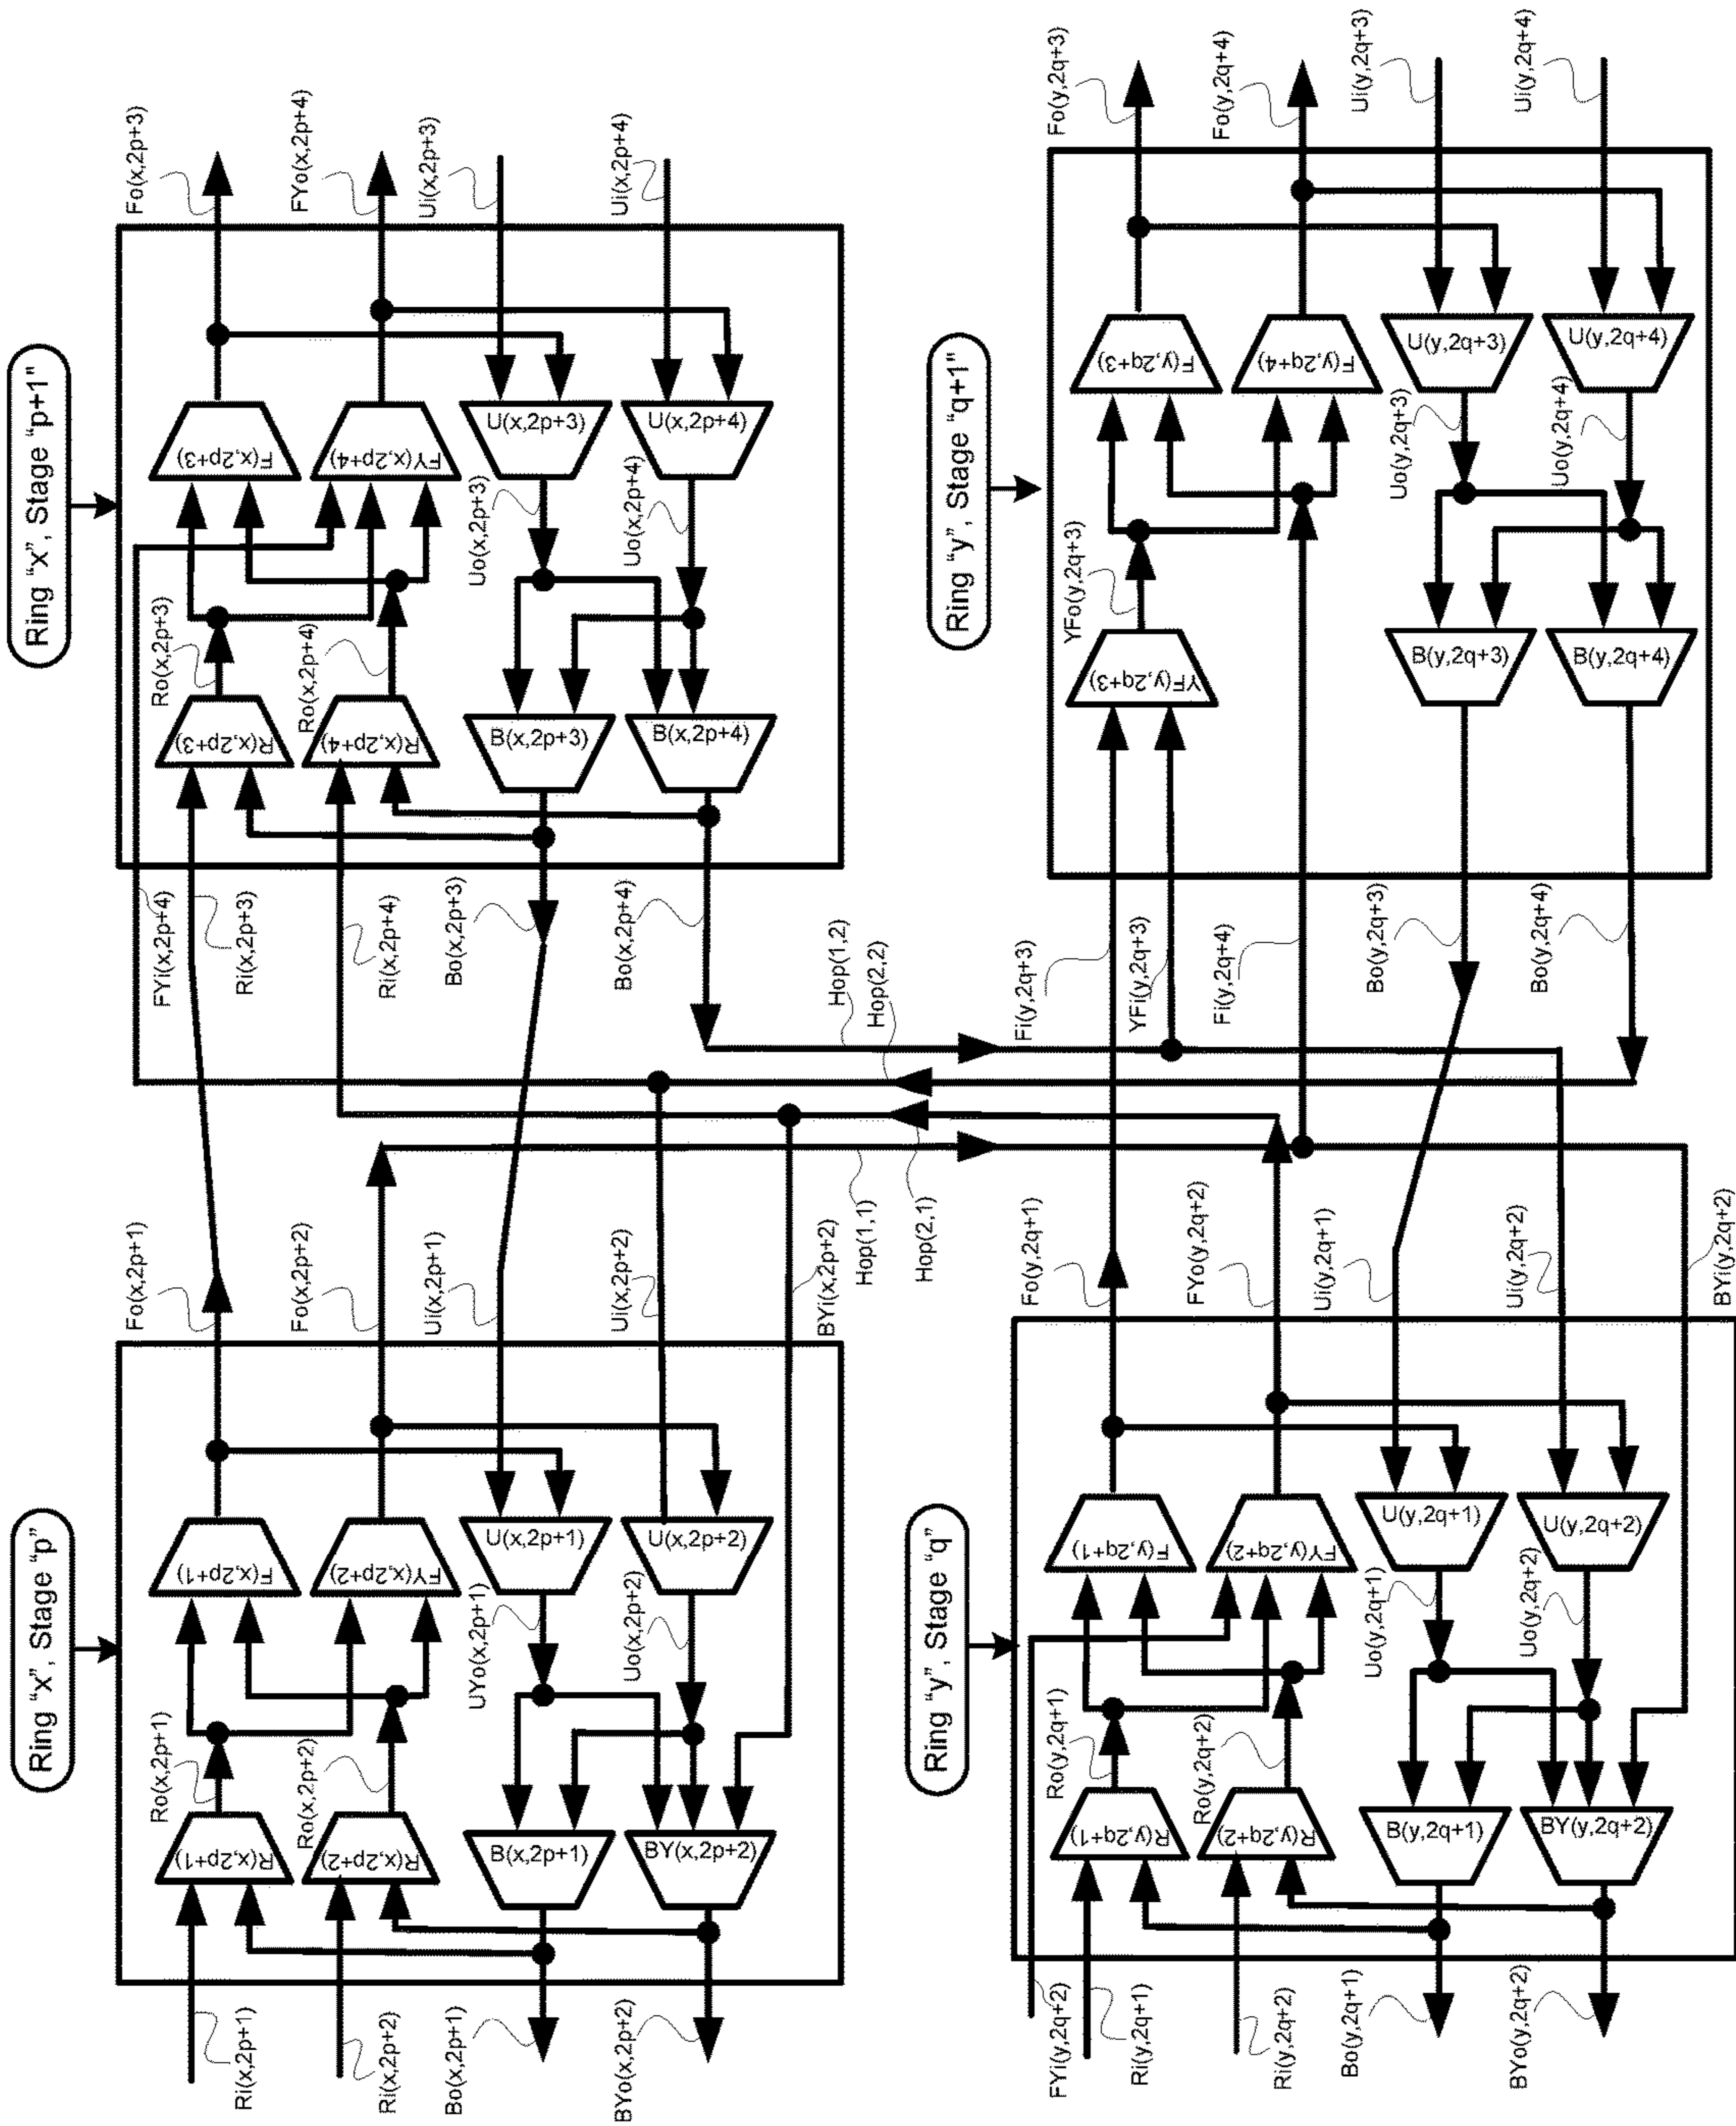 Ring "x", Stage "p"
Ri(x,2p+1)
Ri(x,2p+2)
Bo(x,2p+1)
BYo(x,2p+2)
R(x,2p+1)
R(x,2p+2)
Ro(x,2p+1)
Ro(x,2p+2)
F(x,2p+1)
FY(x,2p+2)
U(x,2p+1)
U(x,2p+2)
UYo(x,2p+1)
Uo(x,2p+2)
B(x,2p+1)
BY(x,2p+2)
Fo(x,2p+1)
Fo(x,2p+2)
Ui(x,2p+1)
Ui(x,2p+2)
BYi(x,2p+2)
Ring "x", Stage "p+1"
FYi(x,2p+4)
Ri(x,2p+3)
Ri(x,2p+4)
Bo(x,2p+3)
Bo(x,2p+4)
R(x,2p+3)
R(x,2p+4)
Ro(x,2p+3)
Ro(x,2p+4)
F(x,2p+3)
FY(x,2p+4)
U(x,2p+3)
U(x,2p+4)
Uo(x,2p+3)
Uo(x,2p+4)
B(x,2p+3)
B(x,2p+4)
Fo(x,2p+3)
FYo(x,2p+4)
Ui(x,2p+3)
Ui(x,2p+4)
Hop(1,1)
Hop(2,1)
Hop(1,2)
Hop(2,2)
Ring "y", Stage "q"
FYi(y,2q+2)
Ri(y,2q+1)
Ri(y,2q+2)
Bo(y,2q+1)
BYo(y,2q+2)
R(y,2q+1)
R(y,2q+2)
Ro(y,2q+1)
Ro(y,2q+2)
F(y,2q+1)
FY(y,2q+2)
U(y,2q+1)
U(y,2q+2)
Uo(y,2q+1)
Uo(y,2q+2)
B(y,2q+1)
BY(y,2q+2)
Fo(y,2q+1)
FYo(y,2q+2)
Ui(y,2q+1)
Ui(y,2q+2)
BYi(y,2q+2)
Ring "y", Stage "q+1"
Fi(y,2q+3)
YFi(y,2q+3)
Fi(y,2q+4)
Bo(y,2q+3)
Bo(y,2q+4)
YF(y,2q+3)
YFo(y,2q+3)
F(y,2q+3)
F(y,2q+4)
U(y,2q+3)
U(y,2q+4)
Uo(y,2q+3)
Uo(y,2q+4)
B(y,2q+3)
B(y,2q+4)
Fo(y,2q+3)
Fo(y,2q+4)
Ui(y,2q+3)
Ui(y,2q+4)